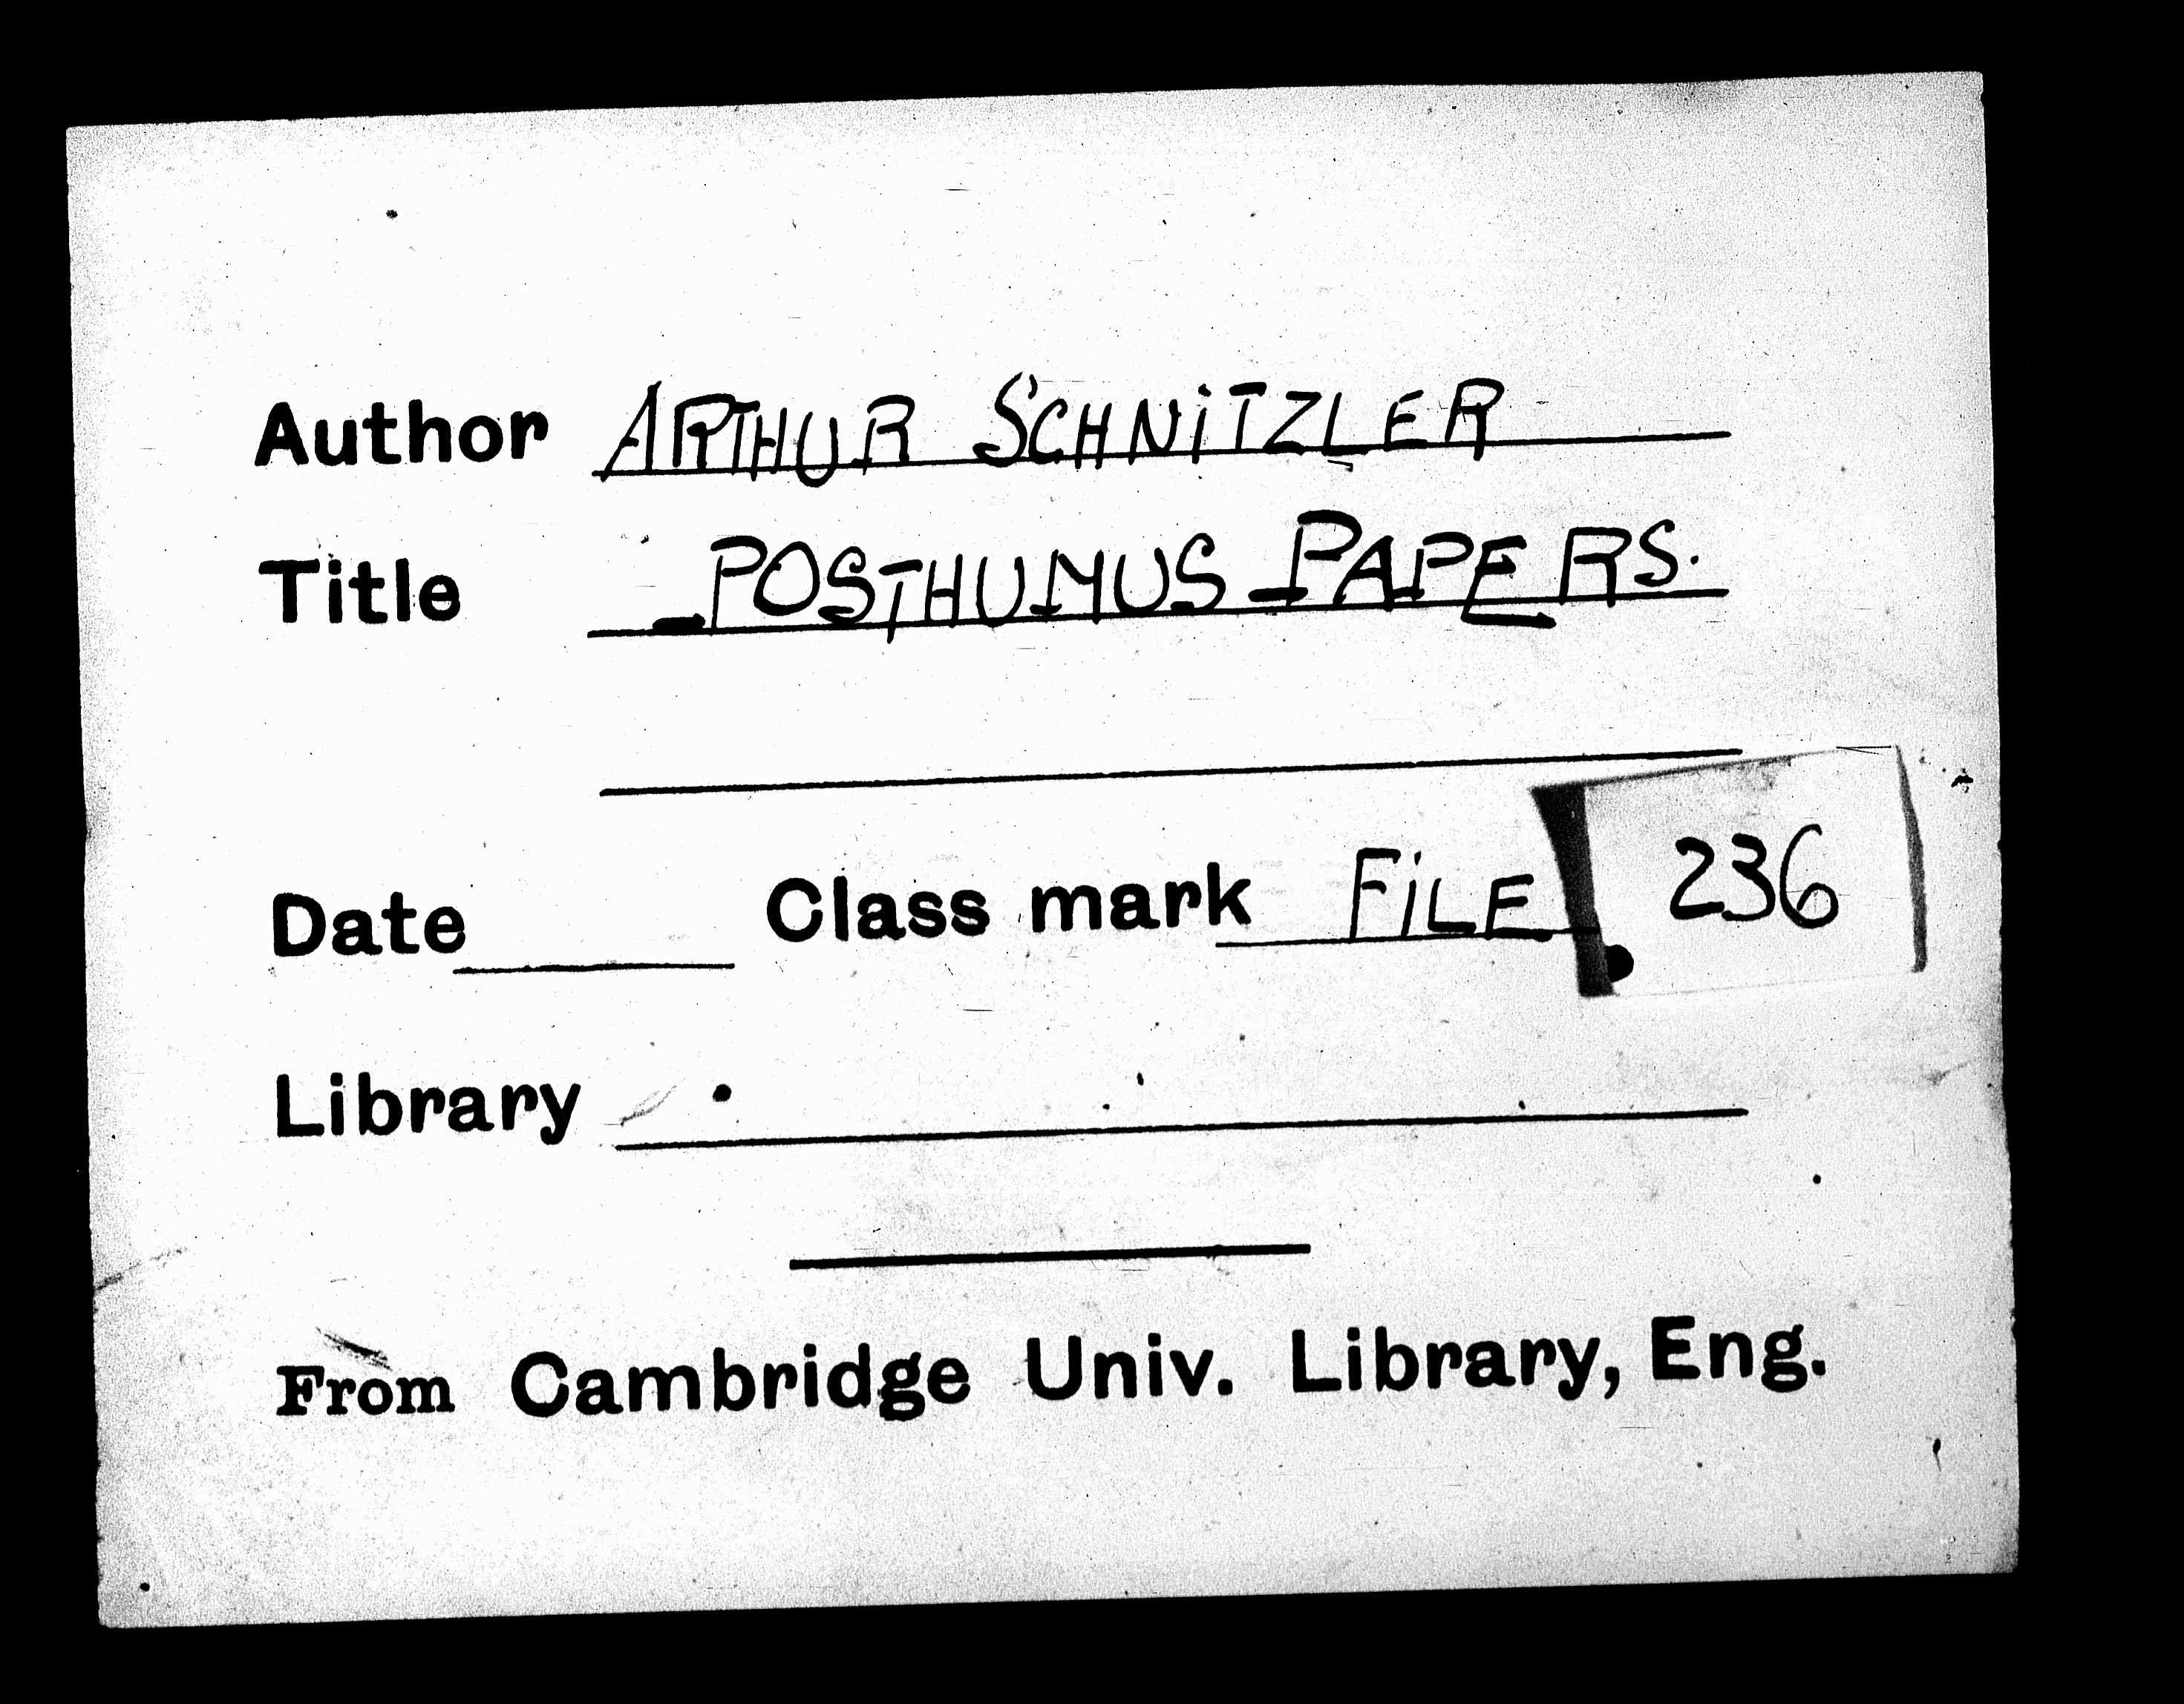 Author ARTHUR SCHNiTZLER
Title POSTHUMUS PAPERS.
Date Class mark FiLE 236
Library
From Cambridge Univ. Library, Eng.